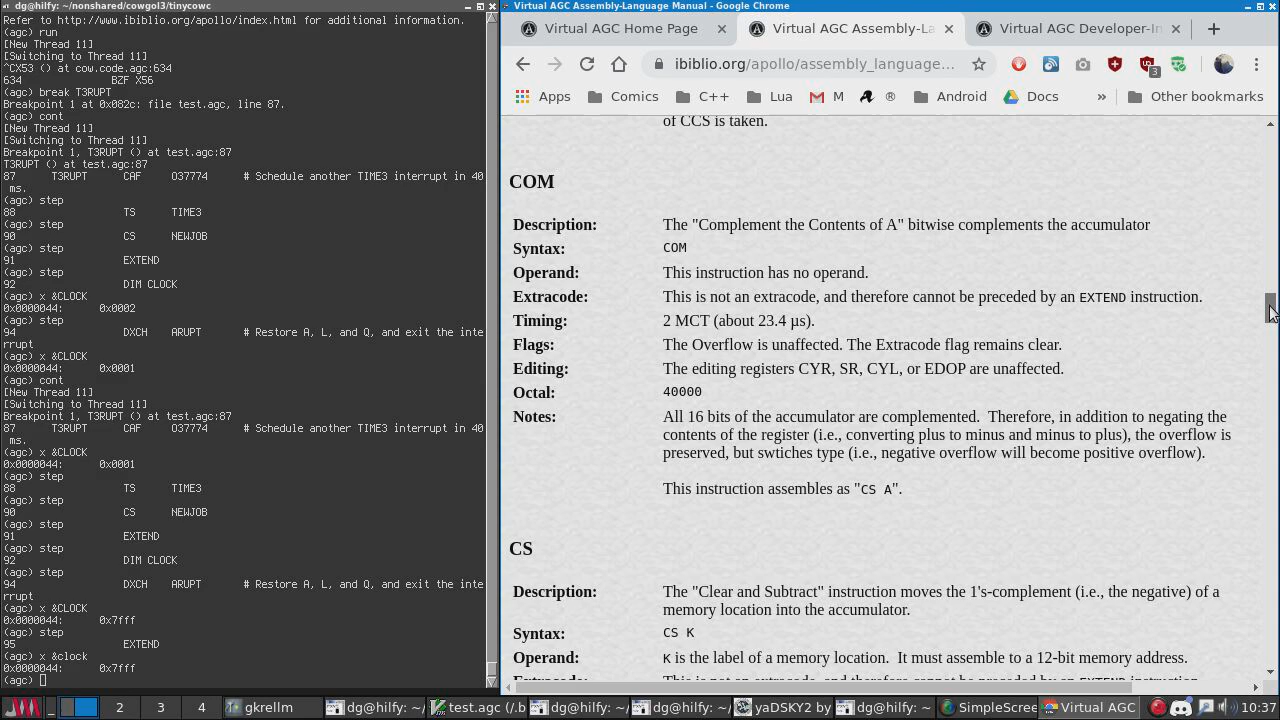 dg@hilfy: ~/nonshared/cowgol3/tinycowc
Refer to http://www.ibiblio.org/apollo/index.html for additional information.
(agc) run
[New Thread 11]
[Switching to Thread 11]
^CX53 () at cow.code.agc:634
634 BZF X56
(agc) break T3RUPT
Breakpoint 1 at 0x002c: file test.agc, line 87.
(agc) cont
[New Thread 11]
[Switching to Thread 11]
Breakpoint 1, T3RUPT () at test.agc:87
T3RUPT () at test.agc:87
87 T3RUPT CAF O37774 # Schedule another TIME3 interrupt in 40
ms.
(agc) step
88 TS TIME3
(agc) step
90 CS NEWJOB
(agc) step
91 EXTEND
(agc) step
92 DIM CLOCK
(agc) x &CLOCK
0x0000044: 0x0002
(agc) step
94 DXCH ARUPT # Restore A, L, and Q, and exit the inte
rrupt
(agc) x &CLOCK
0x0000044: 0x0001
(agc) cont
[New Thread 11]
[Switching to Thread 11]
Breakpoint 1, T3RUPT () at test.agc:87
87 T3RUPT CAF O37774 # Schedule another TIME3 interrupt in 40
ms.
(agc) x &CLOCK
0x0000044: 0x0001
(agc) step
88 TS TIME3
(agc) step
90 CS NEWJOB
(agc) step
91 EXTEND
(agc) step
92 DIM CLOCK
(agc) step
94 DXCH ARUPT # Restore A, L, and Q, and exit the inte
rrupt
(agc) x &CLOCK
0x0000044: 0x7fff
(agc) step
95 EXTEND
(agc) x &clock
0x0000044: 0x7fff
(agc)
Virtual AGC Assembly-Language Manual - Google Chrome
Virtual AGC Home Page
Virtual AGC Assembly-La
Virtual AGC Developer-In
ibiblio.org/apollo/assembly_language...
3
Apps Comics C++ Lua M ® Android Docs » Other bookmarks
of CCS is taken.
COM
Description: The "Complement the Contents of A" bitwise complements the accumulator
Syntax: COM
Operand: This instruction has no operand.
Extracode: This is not an extracode, and therefore cannot be preceded by an EXTEND instruction.
Timing: 2 MCT (about 23.4 µs).
Flags: The Overflow is unaffected. The Extracode flag remains clear.
Editing: The editing registers CYR, SR, CYL, or EDOP are unaffected.
Octal: 40000
Notes: All 16 bits of the accumulator are complemented. Therefore, in addition to negating the
contents of the register (i.e., converting plus to minus and minus to plus), the overflow is
preserved, but swtiches type (i.e., negative overflow will become positive overflow).
This instruction assembles as "CS A".
CS
Description: The "Clear and Subtract" instruction moves the 1's-complement (i.e., the negative) of a
memory location into the accumulator.
Syntax: CS K
Operand: K is the label of a memory location. It must assemble to a 12-bit memory address.
Extracode: This is not an extracode, and therefore cannot be preceded by an EXTEND instruction.
2 3 4 gkrellm dg@hilfy: ~/ test.agc (/.b dg@hilfy: ~/ dg@hilfy: ~/ yaDSKY2 by dg@hilfy: ~ SimpleScree Virtual AGC 10:37